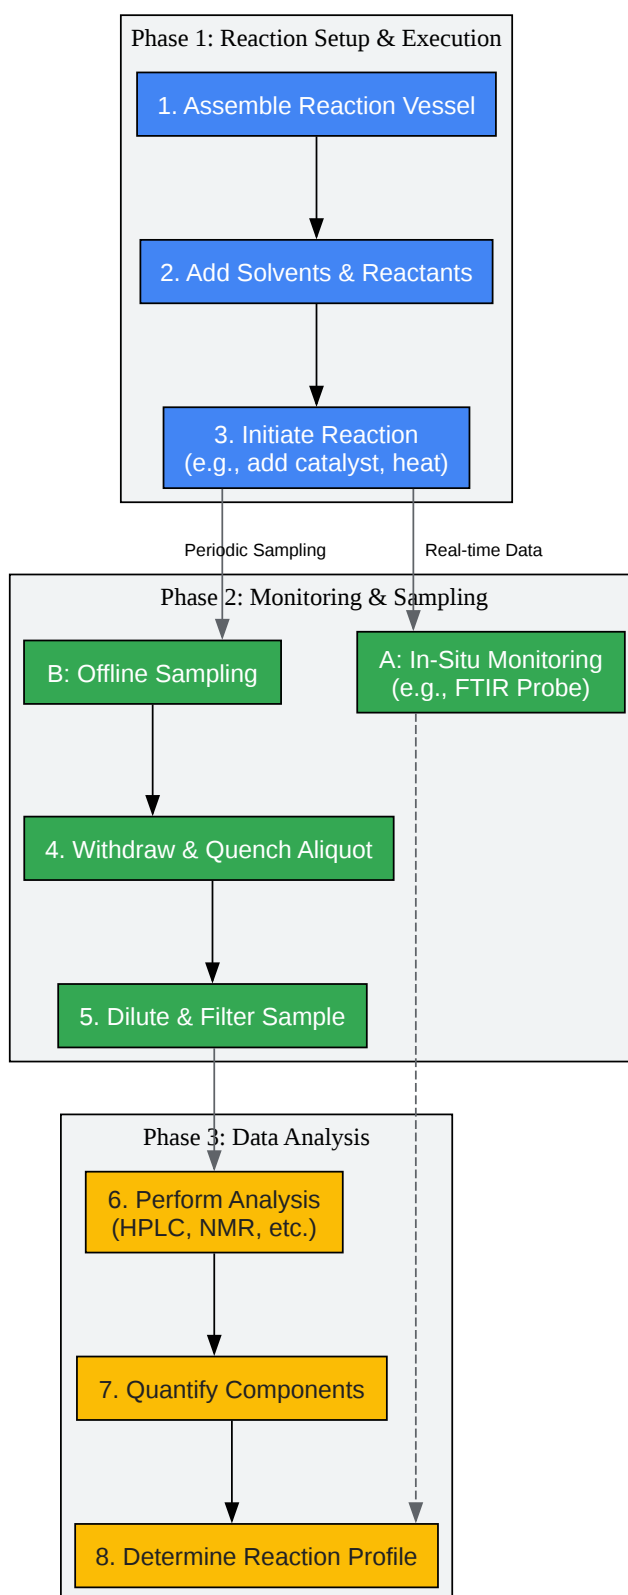 Phase 1: Reaction Setup & Execution
1. Assemble Reaction Vessel
2. Add Solvents & Reactants
3. Initiate Reaction
(e.g., add catalyst, heat)
Periodic Sampling
Real-time Data
Phase 2: Monitoring & Sampling
B: Offline Sampling
A: In-Situ Monitoring
(e.g., FTIR Probe)
4. Withdraw & Quench Aliquot
5. Dilute & Filter Sample
Phase 3: Data Analysis
6. Perform Analysis
(HPLC, NMR, etc.)
7. Quantify Components
8. Determine Reaction Profile